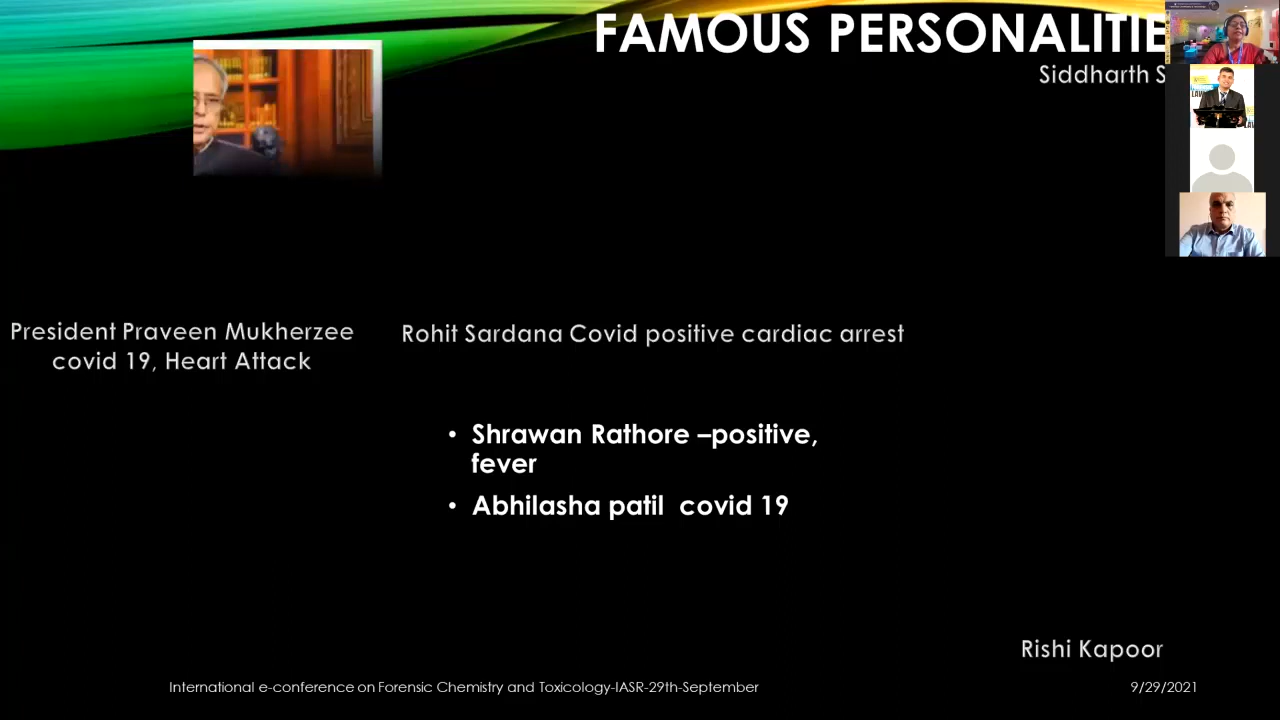 FAMOUS PERSONALITIE
Siddharth S
President Praveen Mukherzee
covid 19, Heart Attack
Rohit Sardana Covid positive cardiac arrest
• Shrawan Rathore –positive,
fever
• Abhilasha patil covid 19
Rishi Kapoor
International e-conference on Forensic Chemistry and Toxicology-IASR-29th-September
9/29/2021